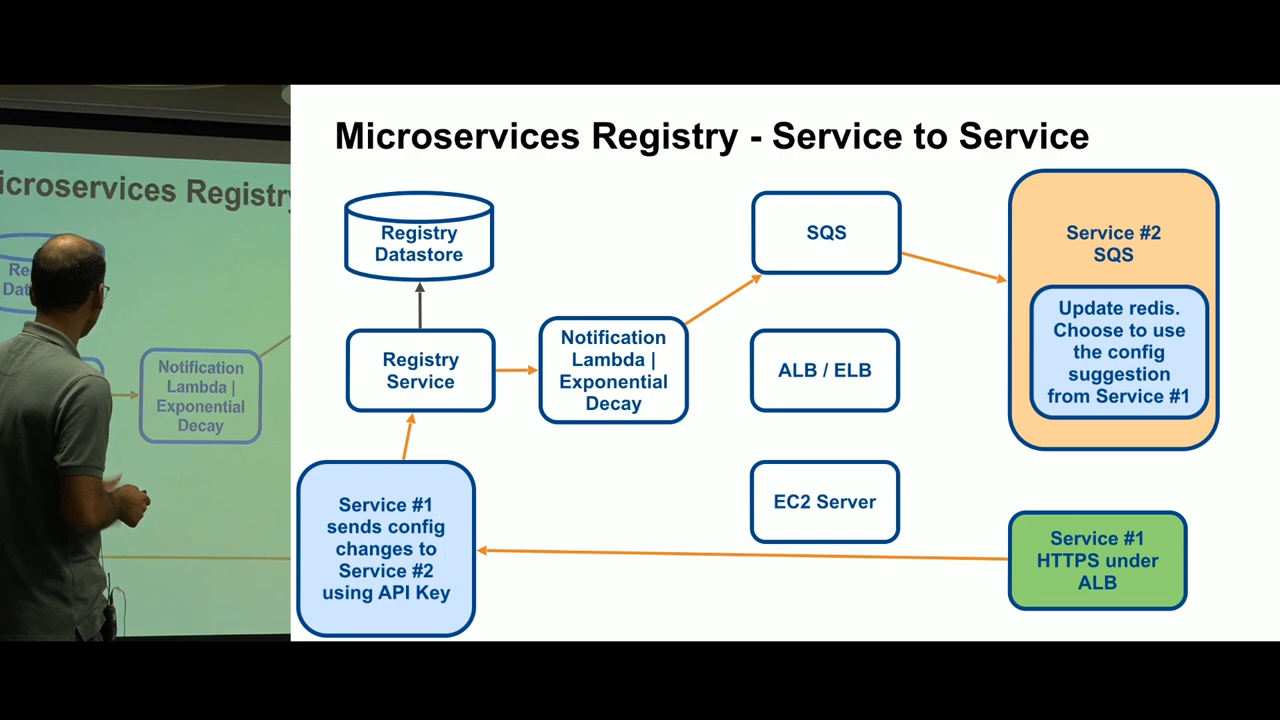 Microservices Registry - Service to Service
Registry
Datastore
SQS
Service #2
SQS
Update redis.
Choose to use
the config
suggestion
from Service #1
Registry
Service
Notification
Lambda |
Exponential
Decay
ALB / ELB
EC2 Server
Service #1
sends config
changes to
Service #2
using API Key
Service #1
HTTPS under
ALB
icroservices Registry
Re
Dat
Notification
Lambda |
Exponential
Decay